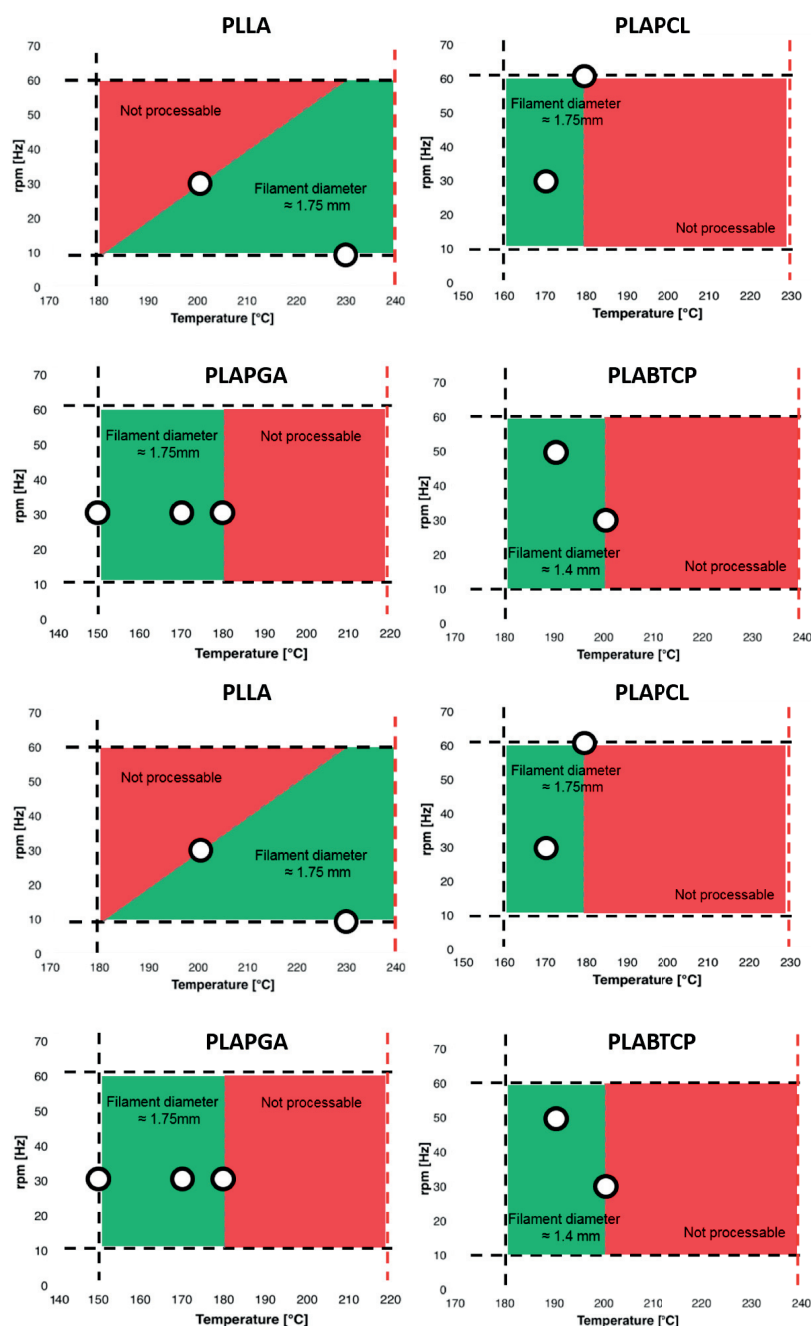 PLLA
70
60
50
40
30
20
10
0
rpm [Hz]
Not processable
Filament diameter
≈ 1.75 mm
170 180 190 200 210 220 230 240
Temperature [°C]
PLAPCL
70
60
50
40
30
20
10
0
rpm [Hz]
Filament diameter
≈ 1.75mm
Not processable
150 160 170 180 190 200 210 220 230
Temperature [°C]
PLAPGA
70
60
50
40
30
20
10
0
rpm [Hz]
Filament diameter
≈ 1.75mm
Not processable
140 150 160 170 180 190 200 210 220
Temperature [°C]
PLABTCP
70
60
50
40
30
20
10
0
rpm [Hz]
Filament diameter
≈ 1.4 mm
Not processable
170 180 190 200 210 220 230 240
Temperature [°C]
PLLA
70
60
50
40
30
20
10
0
rpm [Hz]
Not processable
Filament diameter
≈ 1.75 mm
170 180 190 200 210 220 230 240
Temperature [°C]
PLAPCL
70
60
50
40
30
20
10
0
rpm [Hz]
Filament diameter
≈ 1.75mm
Not processable
150 160 170 180 190 200 210 220 230
Temperature [°C]
PLAPGA
70
60
50
40
30
20
10
0
rpm [Hz]
Filament diameter
≈ 1.75mm
Not processable
140 150 160 170 180 190 200 210 220
Temperature [°C]
PLABTCP
70
60
50
40
30
20
10
0
rpm [Hz]
Filament diameter
≈ 1.4 mm
Not processable
170 180 190 200 210 220 230 240
Temperature [°C]